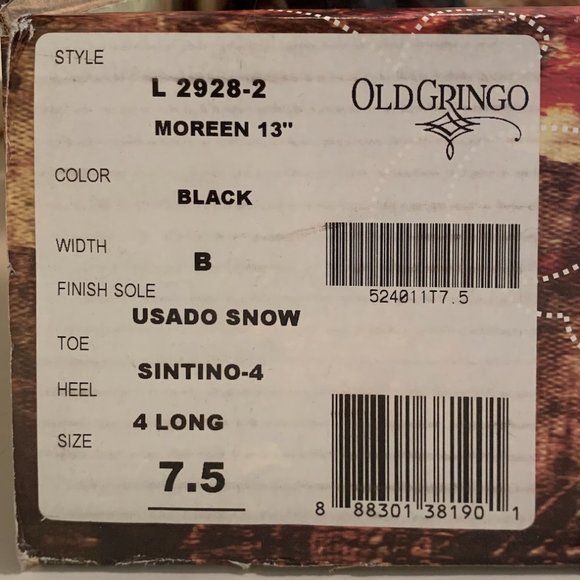 STYLE
L 2928-2
MOREEN 13"
OLD GRINGO
COLOR
BLACK
WIDTH
B
524011T7.5
FINISH SOLE
USADO SNOW
TOE
SINTINO-4
HEEL
4 LONG
SIZE
7.5
8 88301 38190 1